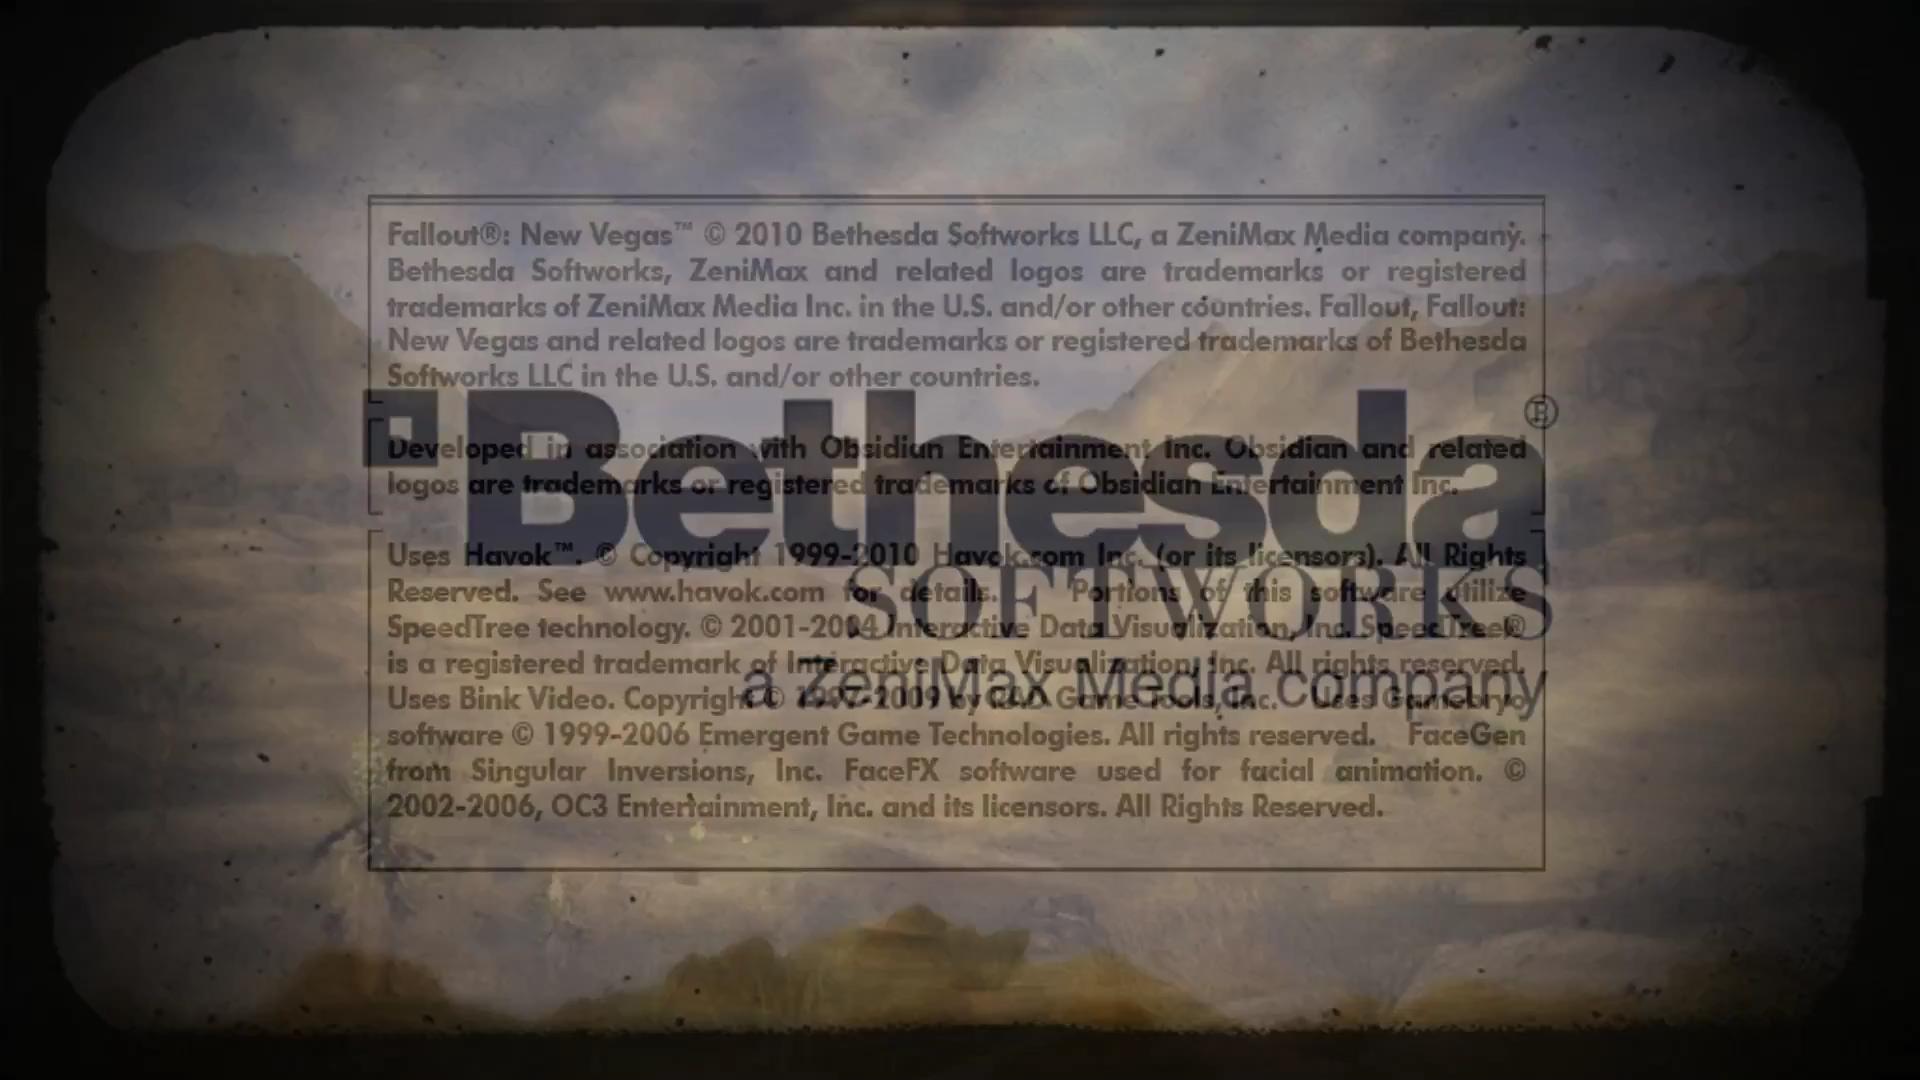 Fallout®: New Vegas™ © 2010 Bethesda Softworks LLC, a ZeniMax Media company.
Bethesda Softworks, ZeniMax and related logos are trademarks or registered
trademarks of ZeniMax Media Inc. in the U.S. and/or other countries. Fallout, Fallout:
New Vegas and related logos are trademarks or registered trademarks of Bethesda
Softworks LLC in the U.S. and/or other countries.
Bethesda®
Developed in association with Obsidian Entertainment Inc. Obsidian and related
logos are trademarks or registered trademarks of Obsidian Entertainment Inc.
Uses Havok™. © Copyright 1999-2010 Havok.com Inc. (or its licensors). All Rights
Reserved. See www.havok.com for details. Portions of this software utilize
SOFTWORKS
SpeedTree technology. © 2001-2004 Interactive Data Visualization, Inc. SpeedTree®
is a registered trademark of Interactive Data Visualization, Inc. All rights reserved.
a ZeniMax Media company
Uses Bink Video. Copyright © 1997-2009 by RAD Game Tools, Inc. Uses Gamebryo
software © 1999-2006 Emergent Game Technologies. All rights reserved. FaceGen
from Singular Inversions, Inc. FaceFX software used for facial animation. ©
2002-2006, OC3 Entertainment, Inc. and its licensors. All Rights Reserved.